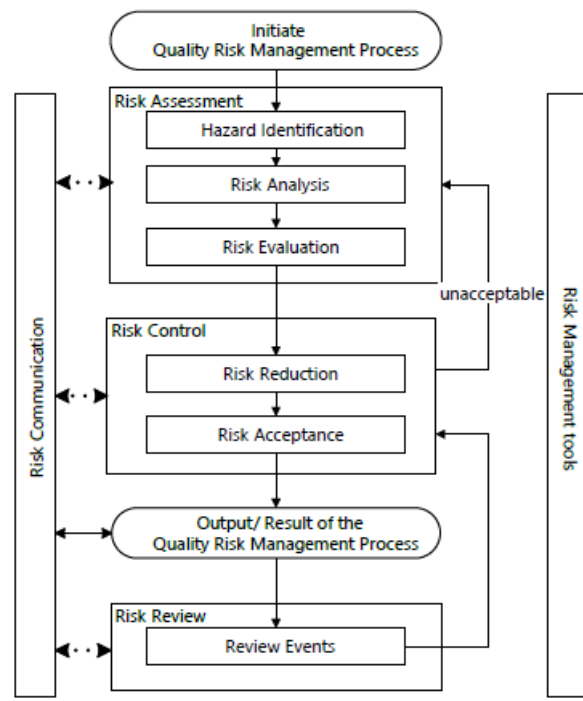 Initiate
Quality Risk Management Process
Risk Assessment
Hazard Identification
Risk Analysis
Risk Evaluation
unacceptable
Risk Control
Risk Reduction
Risk Acceptance
Output/ Result of the
Quality Risk Management Process
Risk Review
Review Events
Risk Communication
Risk Management tools